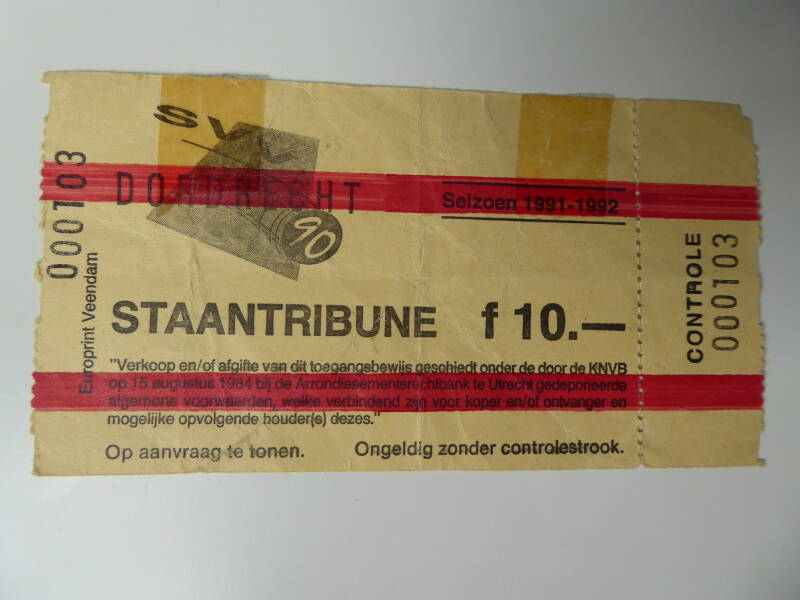 SVV
DORDRECHT
90
Seizoen 1991-1992
000103
Europrint Veendam
STAANTRIBUNE f 10.—
"Verkoop en/of afgifte van dit toegangsbewijs geschiedt onder de door de KNVB
op 15 augustus 1984 bij de Arrondissementsrechtbank te Utrecht gedeponeerde
algemene voorwaarden, welke verbindend zijn voor koper en/of ontvanger en
mogelijke opvolgende houder(s) dezes."
Op aanvraag te tonen. Ongeldig zonder controlestrook.
CONTROLE
000103